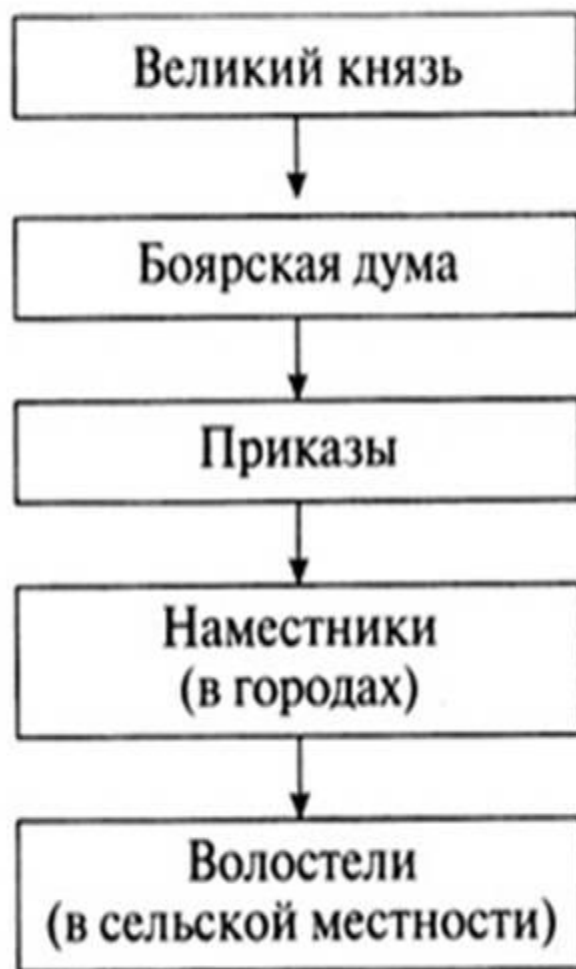 Великий князь
Боярская дума
Приказы
Наместники
(в городах)
Волостели
(в сельской местности)